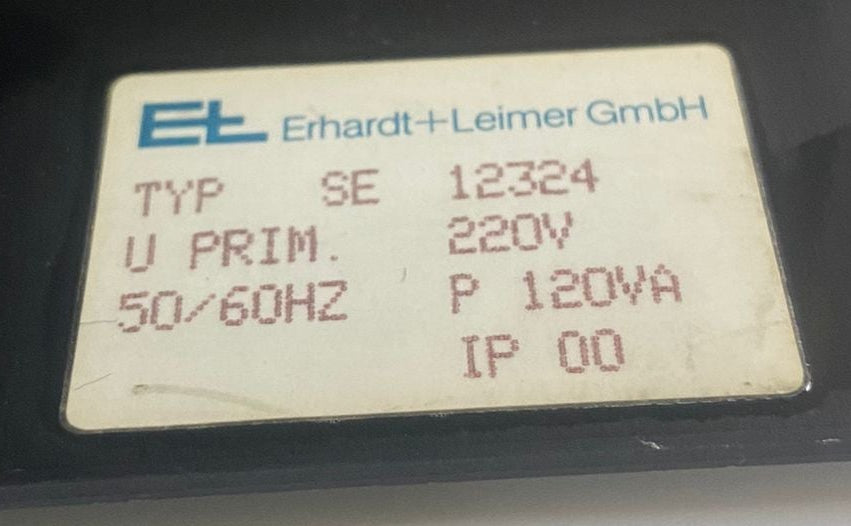 EL Erhardt+Leimer GmbH
TYP SE 12324
U PRIM. 220V
50/60HZ P 120VA
IP 00